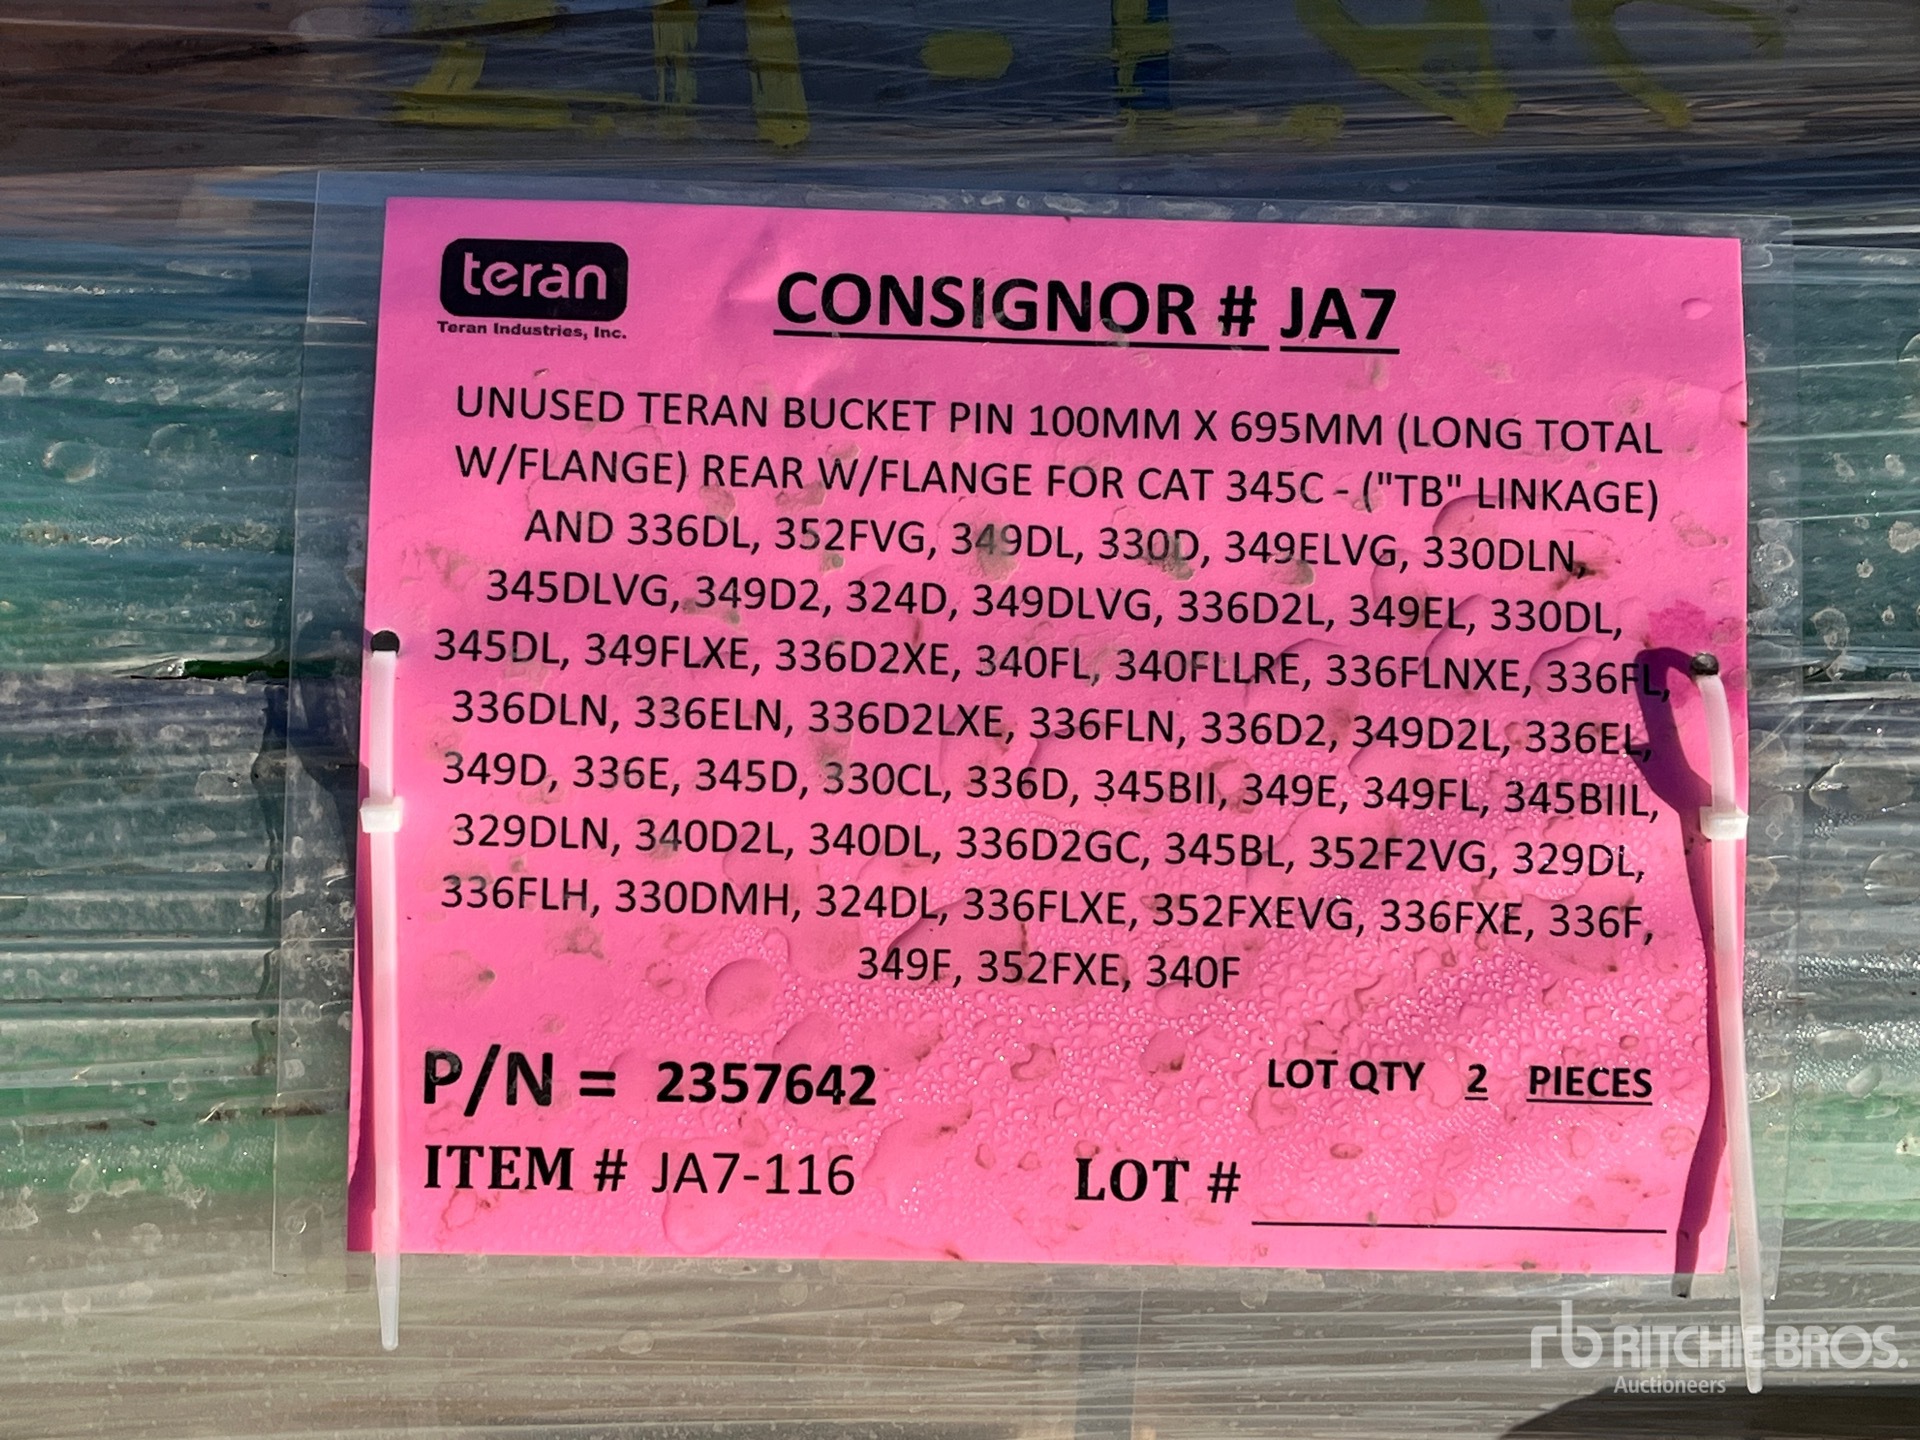 teran
Teran Industries, Inc.
CONSIGNOR # JA7
UNUSED TERAN BUCKET PIN 100MM X 695MM (LONG TOTAL
W/FLANGE) REAR W/FLANGE FOR CAT 345C - ("TB" LINKAGE)
AND 336DL, 352FVG, 349DL, 330D, 349ELVG, 330DLN,
345DLVG, 349D2, 324D, 349DLVG, 336D2L, 349EL, 330DL,
345DL, 349FLXE, 336D2XE, 340FL, 340FLLRE, 336FLNXE, 336FL,
336DLN, 336ELN, 336D2LXE, 336FLN, 336D2, 349D2L, 336EL,
349D, 336E, 345D, 330CL, 336D, 345BII, 349E, 349FL, 345BIIL,
329DLN, 340D2L, 340DL, 336D2GC, 345BL, 352F2VG, 329DL,
336FLH, 330DMH, 324DL, 336FLXE, 352FXEVG, 336FXE, 336F,
349F, 352FXE, 340F
P/N = 2357642 LOT QTY 2 PIECES
ITEM # JA7-116 LOT #
rb RITCHIE BROS.
Auctioneers